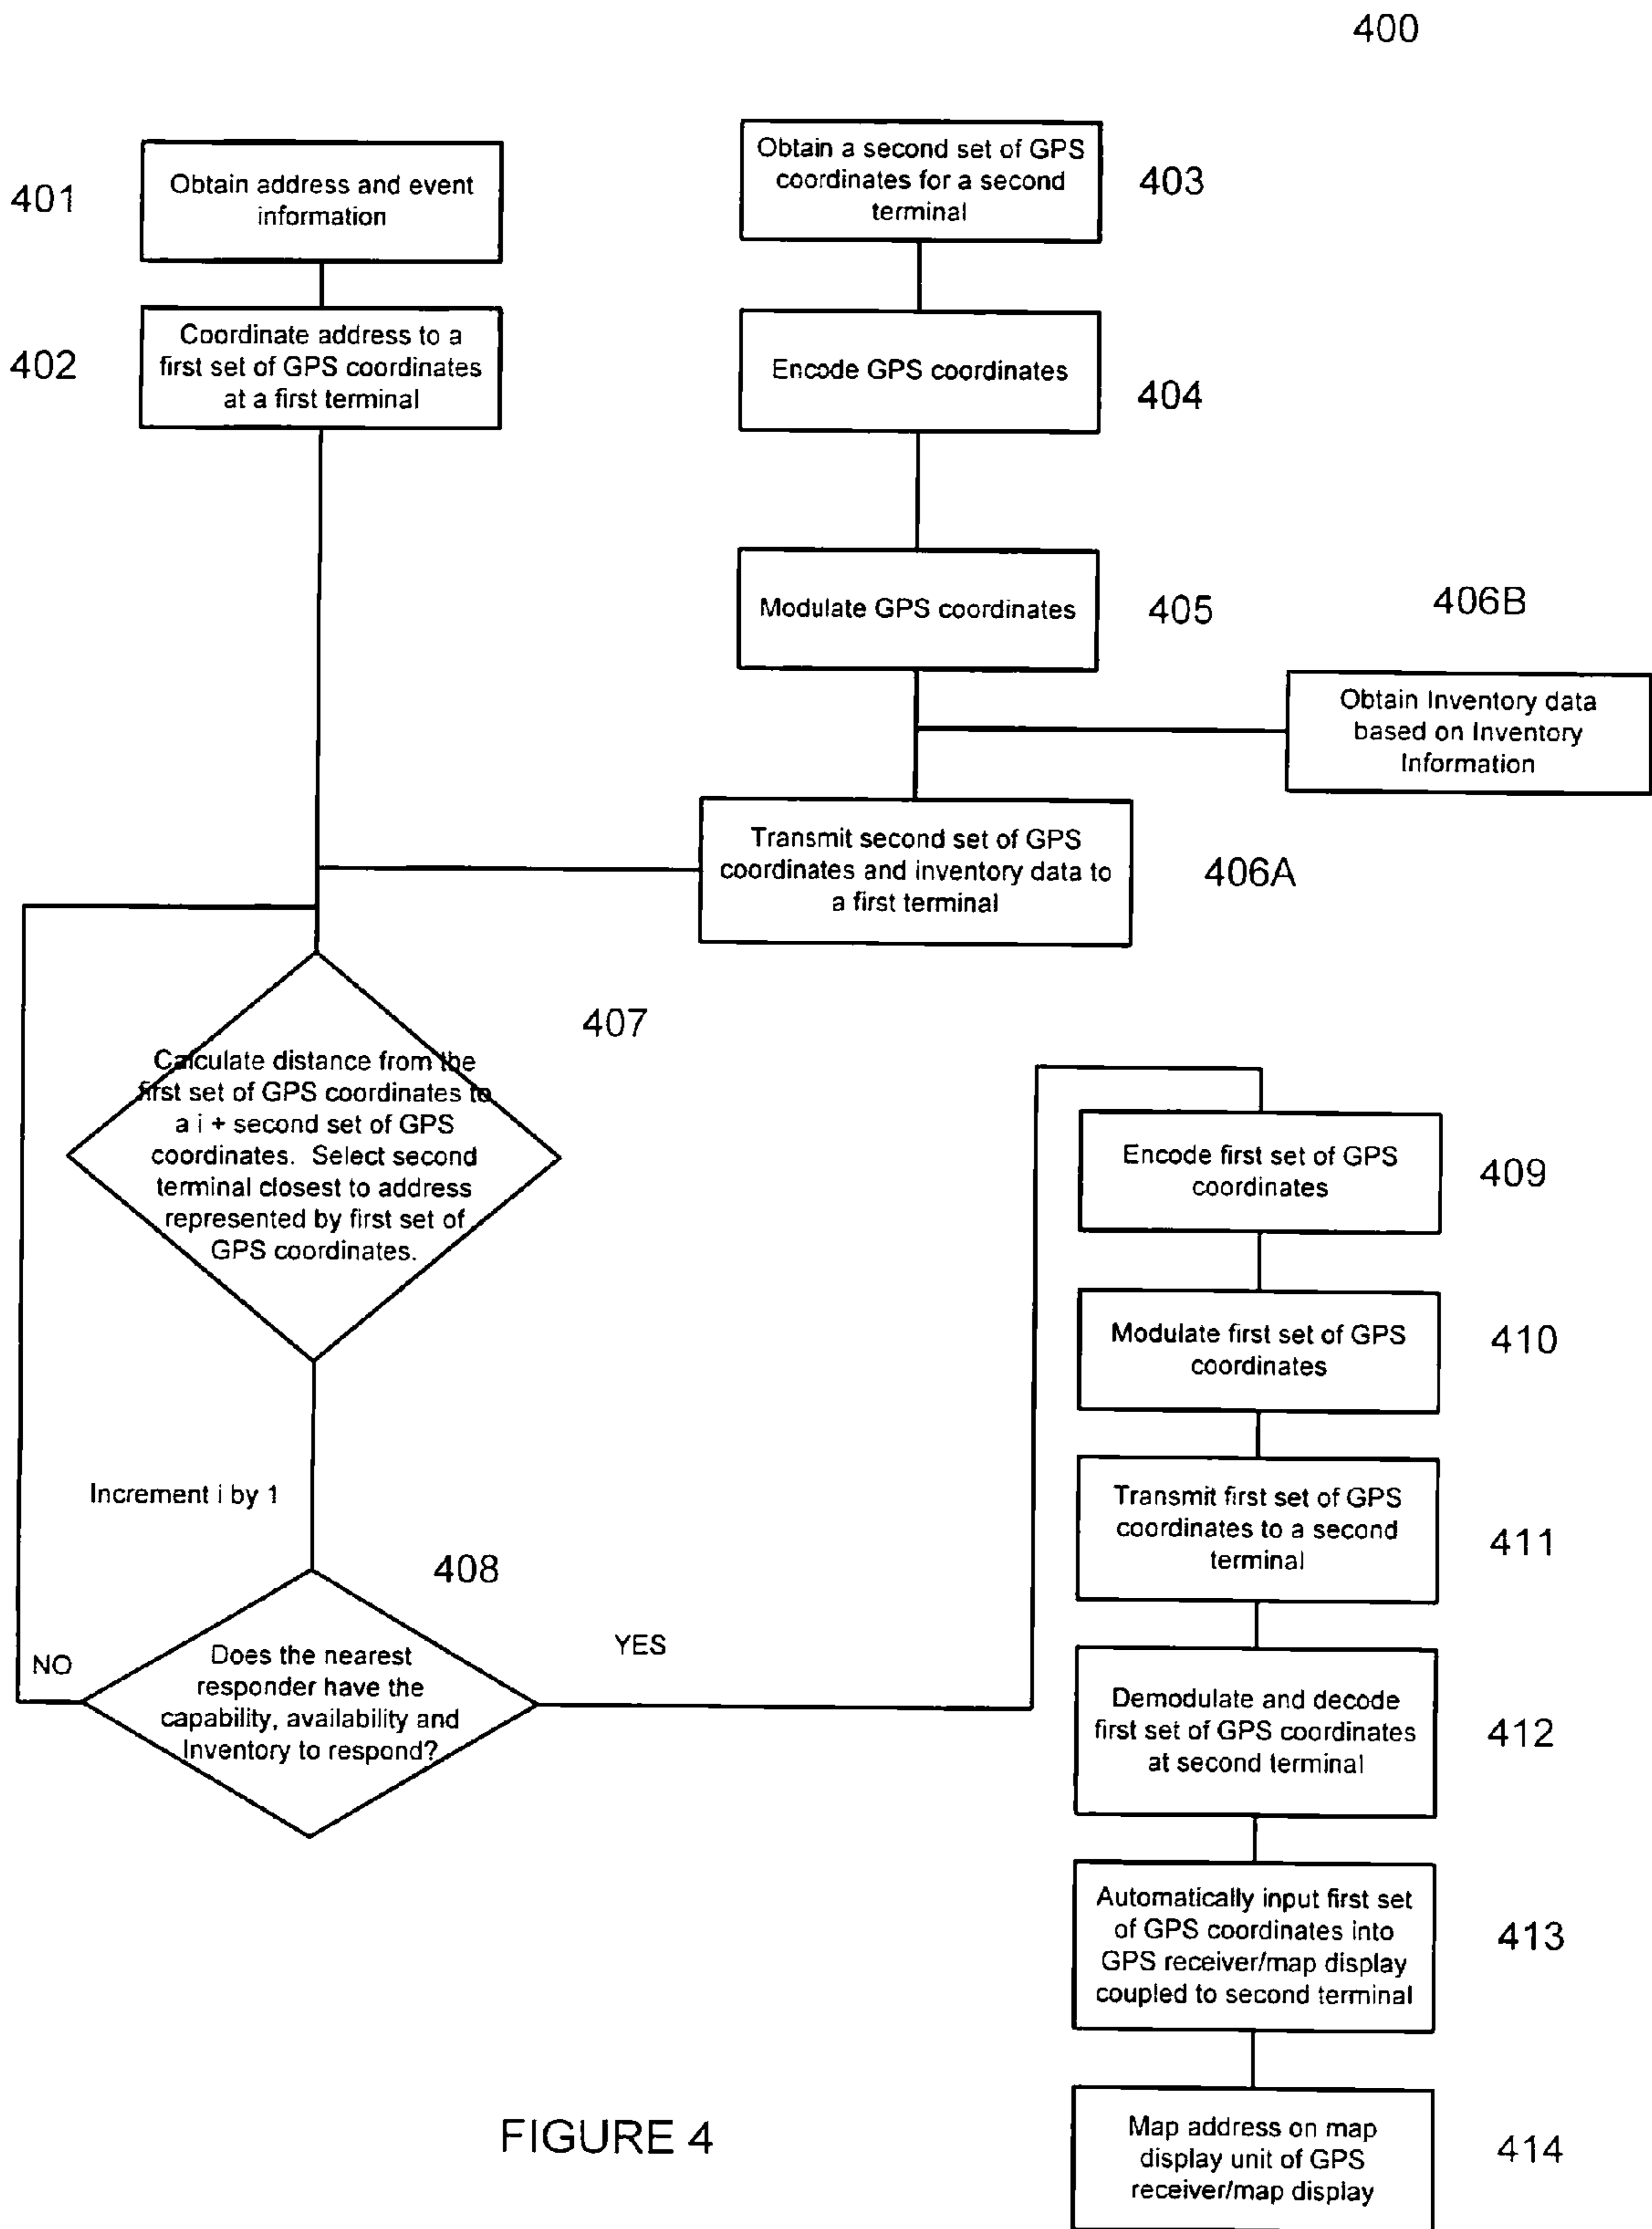 400
401
Obtain address and event
information
402
Coordinate address to a
first set of GPS coordinates
at a first terminal
Obtain a second set of GPS
coordinates for a second
terminal
403
Encode GPS coordinates
404
Modulate GPS coordinates
405
406B
Obtain Inventory data
based on Inventory
Information
Transmit second set of GPS
coordinates and inventory data to
a first terminal
406A
407
Calculate distance from the
first set of GPS coordinates to
a i + second set of GPS
coordinates. Select second
terminal closest to address
represented by first set of
GPS coordinates.
Increment i by 1
408
NO
Does the nearest
responder have the
capability, availability and
Inventory to respond?
YES
Encode first set of GPS
coordinates
409
Modulate first set of GPS
coordinates
410
Transmit first set of GPS
coordinates to a second
terminal
411
Demodulate and decode
first set of GPS coordinates
at second terminal
412
Automatically input first set
of GPS coordinates into
GPS receiver/map display
coupled to second terminal
413
Map address on map
display unit of GPS
receiver/map display
414
FIGURE 4